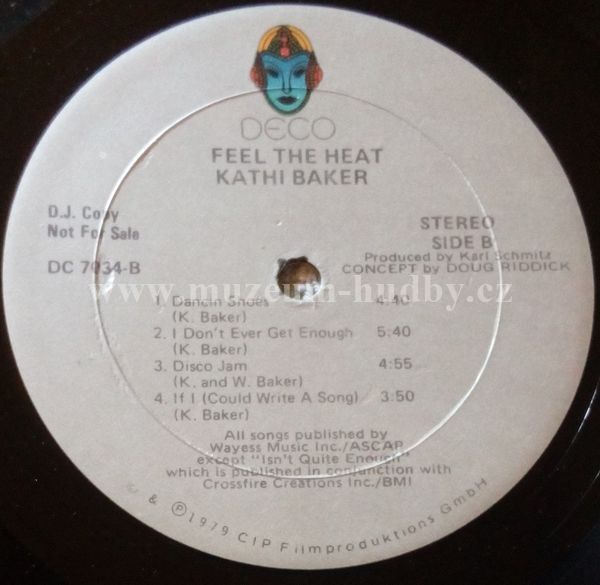 DECO
FEEL THE HEAT
KATHI BAKER
D.J. Copy
Not For Sale
DC 7034-B
STEREO
SIDE B
Produced by Karl Schmitz
CONCEPT by DOUG RIDDICK
www.muzeum-hudby.cz
1. Dancin Shoes 4:40
(K. Baker)
2. I Don't Ever Get Enough 5:40
(K. Baker)
3. Disco Jam 4:55
(K. and W. Baker)
4. If I (Could Write A Song) 3:50
(K. Baker)
All songs published by
Wayess Music Inc./ASCAP
except "Isn't Quite Enough"
which is published in conjunction with
Crossfire Creations Inc./BMI
& ℗ 1979 CIP Filmproduktions GmbH